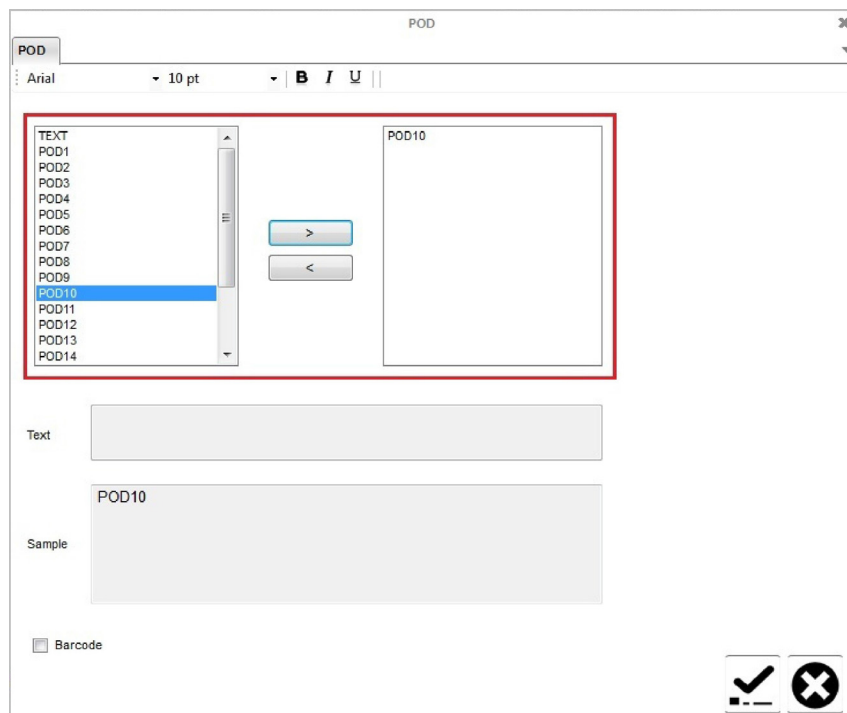 POD
POD
Arial 10 pt B I U
TEXT
POD1
POD2
POD3
POD4
POD5
POD6
POD7
POD8
POD9
POD10
POD11
POD12
POD13
POD14
>
<
POD10
Text
Sample
POD10
Barcode